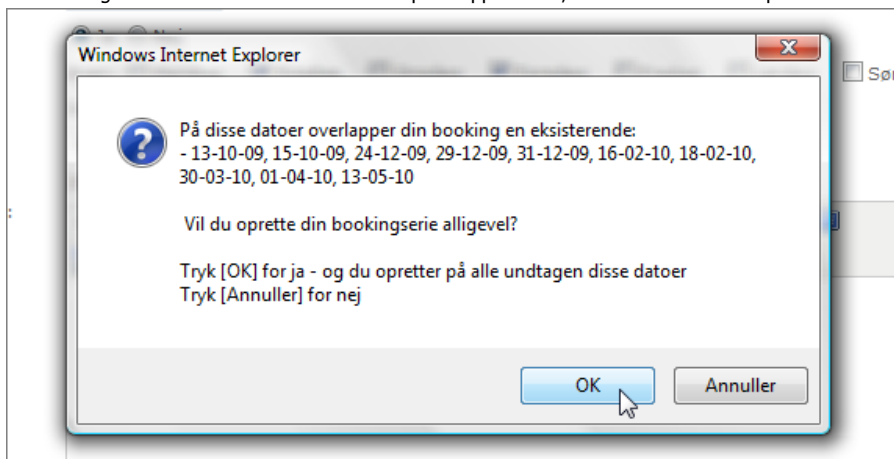 Windows Internet Explorer
På disse datoer overlapper din booking en eksisterende:
- 13-10-09, 15-10-09, 24-12-09, 29-12-09, 31-12-09, 16-02-10, 18-02-10,
30-03-10, 01-04-10, 13-05-10
Vil du oprette din bookingserie alligevel?
Tryk [OK] for ja - og du opretter på alle undtagen disse datoer
Tryk [Annuller] for nej
OK
Annuller